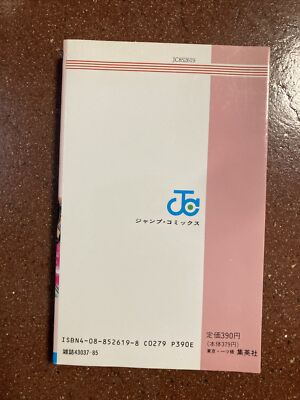 JC852619
JC
ジャンプ・コミックス
ISBN4-08-852619-8 C0279 P390E
雑誌43037-85
定価390円
(本体379円)
東京・一ツ橋 集英社